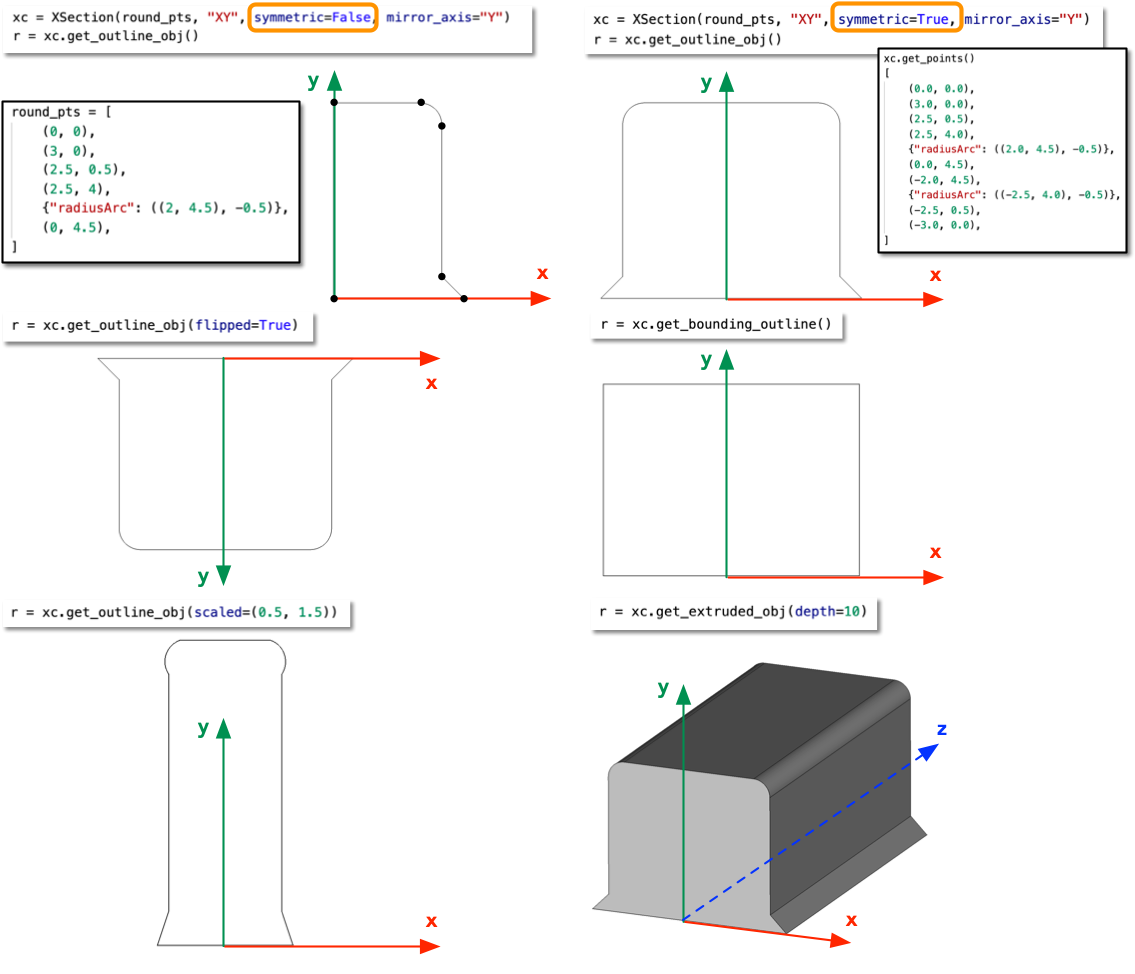 xc = XSection(round_pts, "XY", symmetric=False, mirror_axis="Y")
r = xc.get_outline_obj()
round_pts = [
(0, 0),
(3, 0),
(2.5, 0.5),
(2.5, 4),
{"radiusArc": ((2, 4.5), -0.5)},
(0, 4.5),
]
y
x
xc = XSection(round_pts, "XY", symmetric=True, mirror_axis="Y")
r = xc.get_outline_obj()
xc.get_points()
[
(0.0, 0.0),
(3.0, 0.0),
(2.5, 0.5),
(2.5, 4.0),
{"radiusArc": ((2.0, 4.5), -0.5)},
(0.0, 4.5),
(-2.0, 4.5),
{"radiusArc": ((-2.5, 4.0), -0.5)},
(-2.5, 0.5),
(-3.0, 0.0),
]
y
x
r = xc.get_outline_obj(flipped=True)
x
y
r = xc.get_bounding_outline()
y
x
r = xc.get_outline_obj(scaled=(0.5, 1.5))
y
x
r = xc.get_extruded_obj(depth=10)
y
z
x